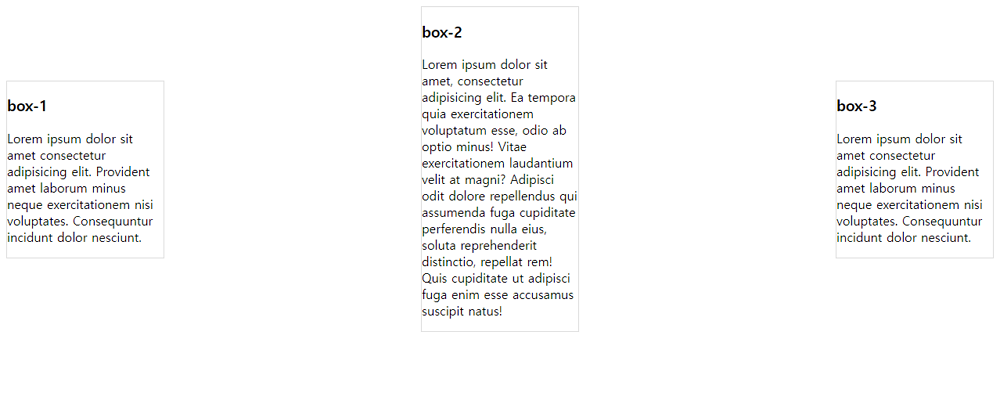 box-1
Lorem ipsum dolor sit
amet consectetur
adipisicing elit. Provident
amet laborum minus
neque exercitationem nisi
voluptates. Consequuntur
incidunt dolor nesciunt.
box-2
Lorem ipsum dolor sit
amet, consectetur
adipisicing elit. Ea tempora
quia exercitationem
voluptatum esse, odio ab
optio minus! Vitae
exercitationem laudantium
velit at magni? Adipisci
odit dolore repellendus qui
assumenda fuga cupiditate
perferendis nulla eius,
soluta reprehenderit
distinctio, repellat rem!
Quis cupiditate ut adipisci
fuga enim esse accusamus
suscipit natus!
box-3
Lorem ipsum dolor sit
amet consectetur
adipisicing elit. Provident
amet laborum minus
neque exercitationem nisi
voluptates. Consequuntur
incidunt dolor nesciunt.